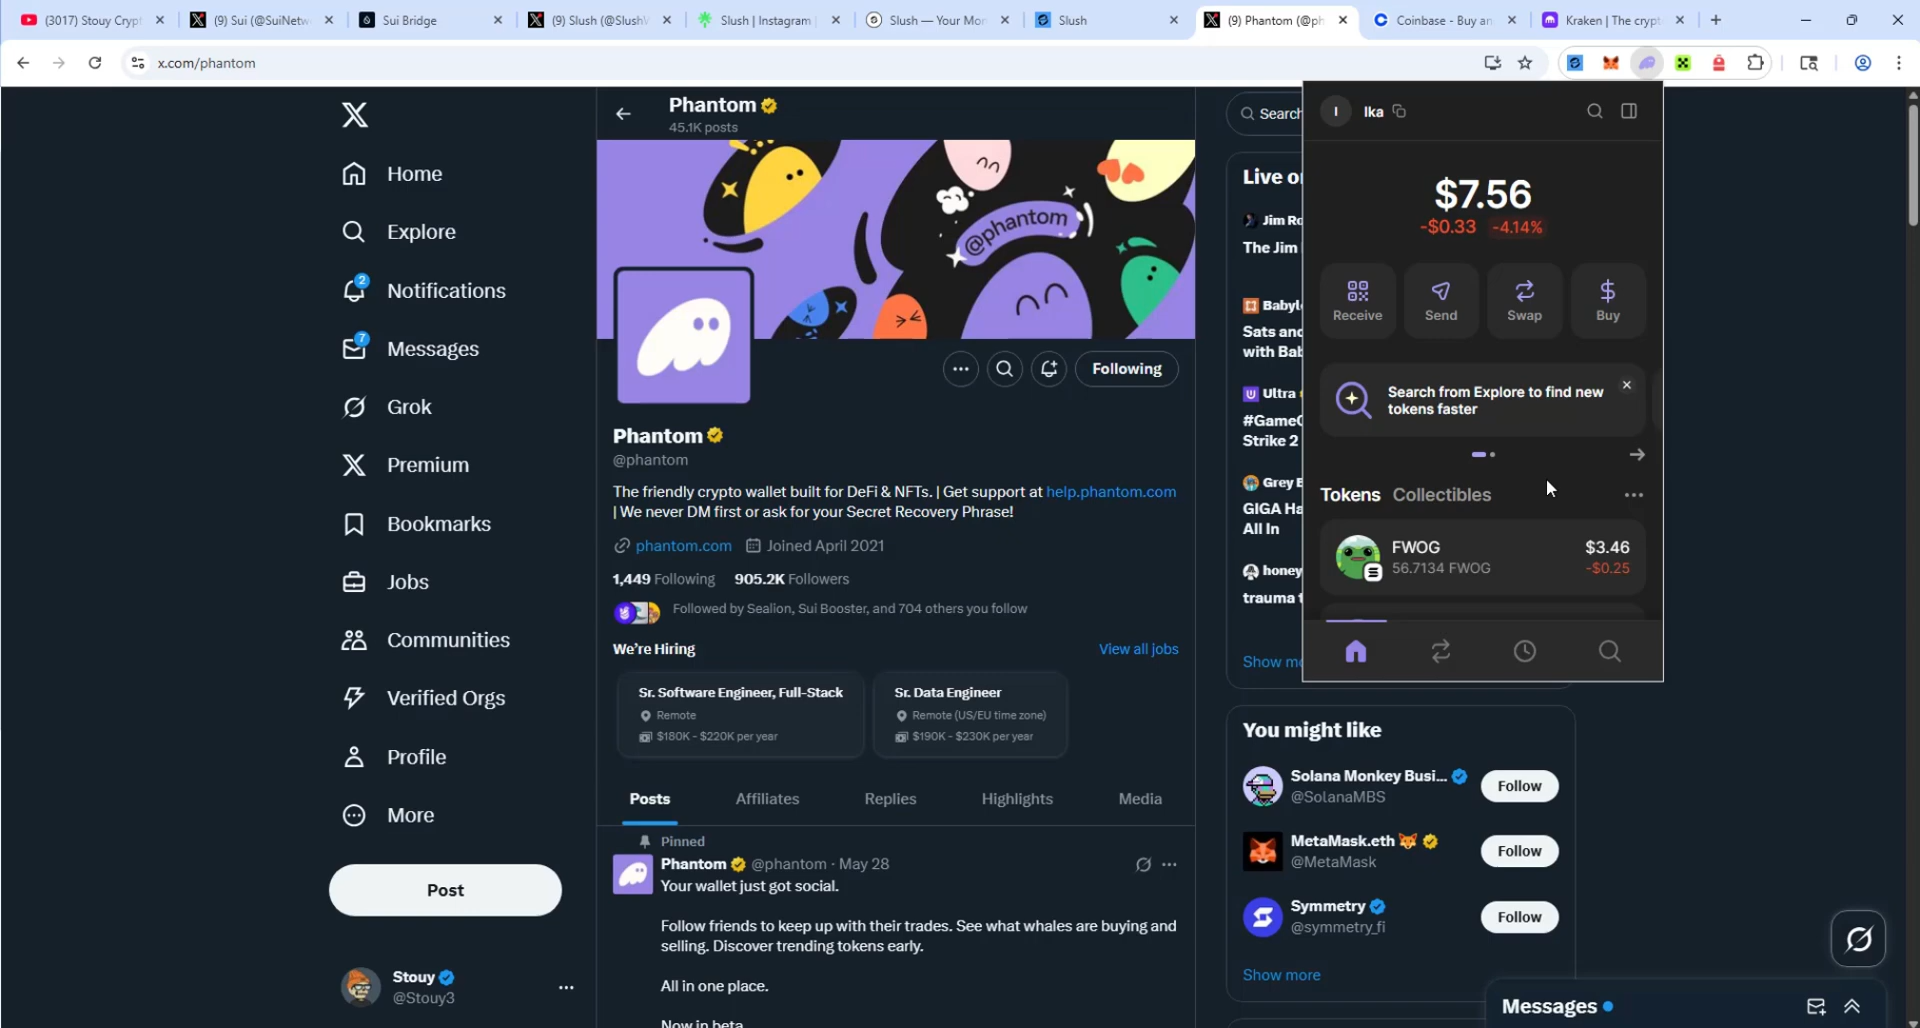 (3017) Stouy Crypt
(9) Sui (@SuiNetw
Sui Bridge
(9) Slush (@SlushW
Slush | Instagram
Slush — Your Mon
Slush
(9) Phantom (@ph
Coinbase - Buy an
Kraken | The crypt
x.com/phantom
Home
Explore
2
Notifications
7
Messages
Grok
Premium
Bookmarks
Jobs
Communities
Verified Orgs
Profile
More
Post
Stouy
@Stouy3
Phantom
45.1K posts
@phantom
Following
Phantom
@phantom
The friendly crypto wallet built for DeFi & NFTs. | Get support at help.phantom.com
| We never DM first or ask for your Secret Recovery Phrase!
phantom.com Joined April 2021
1,449 Following 905.2K Followers
Followed by Sealion, Sui Booster, and 704 others you follow
We're Hiring
View all jobs
Sr. Software Engineer, Full-Stack
Remote
$180K - $220K per year
Sr. Data Engineer
Remote (US/EU time zone)
$190K - $230K per year
Posts
Affiliates
Replies
Highlights
Media
Pinned
Phantom @phantom · May 28
Your wallet just got social.
Follow friends to keep up with their trades. See what whales are buying and
selling. Discover trending tokens early.
All in one place.
Now in beta
Search
Live o
Jim Ro
The Jim
Babyl
Sats and
with Bab
Ultra
#GameG
Strike 2
Grey E
GIGA Ha
All In
honey
trauma t
Show mo
I
Ika
$7.56
-$0.33 -4.14%
Receive
Send
Swap
Buy
Search from Explore to find new
tokens faster
Tokens Collectibles
FWOG
56.7134 FWOG
$3.46
-$0.25
You might like
Solana Monkey Busi...
@SolanaMBS
Follow
MetaMask.eth
@MetaMask
Follow
Symmetry
@symmetry_fi
Follow
Show more
Messages